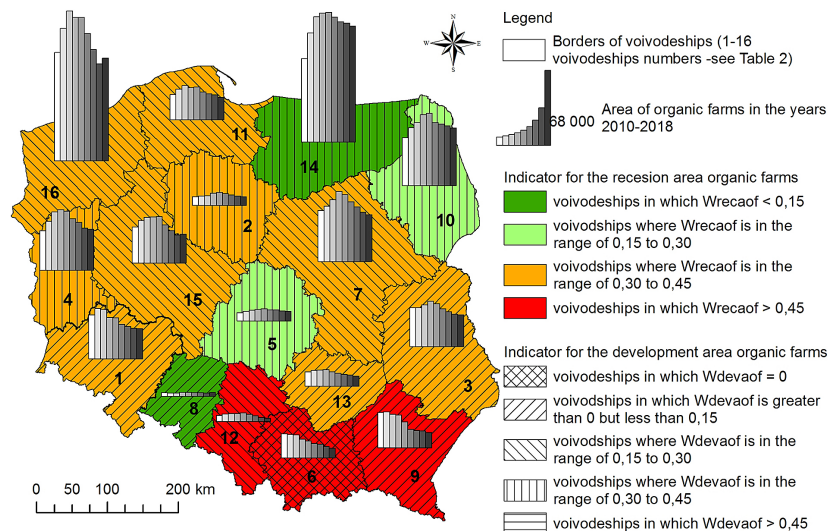 N
W E
S
Legend
Borders of voivodeships (1-16
voivodeships numbers -see Table 2)
68 000
Area of organic farms in the years
2010-2018
Indicator for the recesion area organic farms
voivodeships in which Wrecaof < 0,15
voivodships where Wrecaof is in the
range of 0,15 to 0,30
voivodships where Wrecaof is in the
range of 0,30 to 0,45
voivodeships in which Wrecaof > 0,45
Indicator for the development area organic farms
voivodeships in which Wdevaof = 0
voivodeships in which Wdevaof is greater
than 0 but less than 0,15
voivodships where Wdevaof is in the
range of 0,15 to 0,30
voivodships where Wdevaof is in the
range of 0,30 to 0,45
voivodeships in which Wdevaof > 0,45
11
14
16
2
10
4
15
7
5
1
3
8
13
12
6
9
0 50 100 200 km